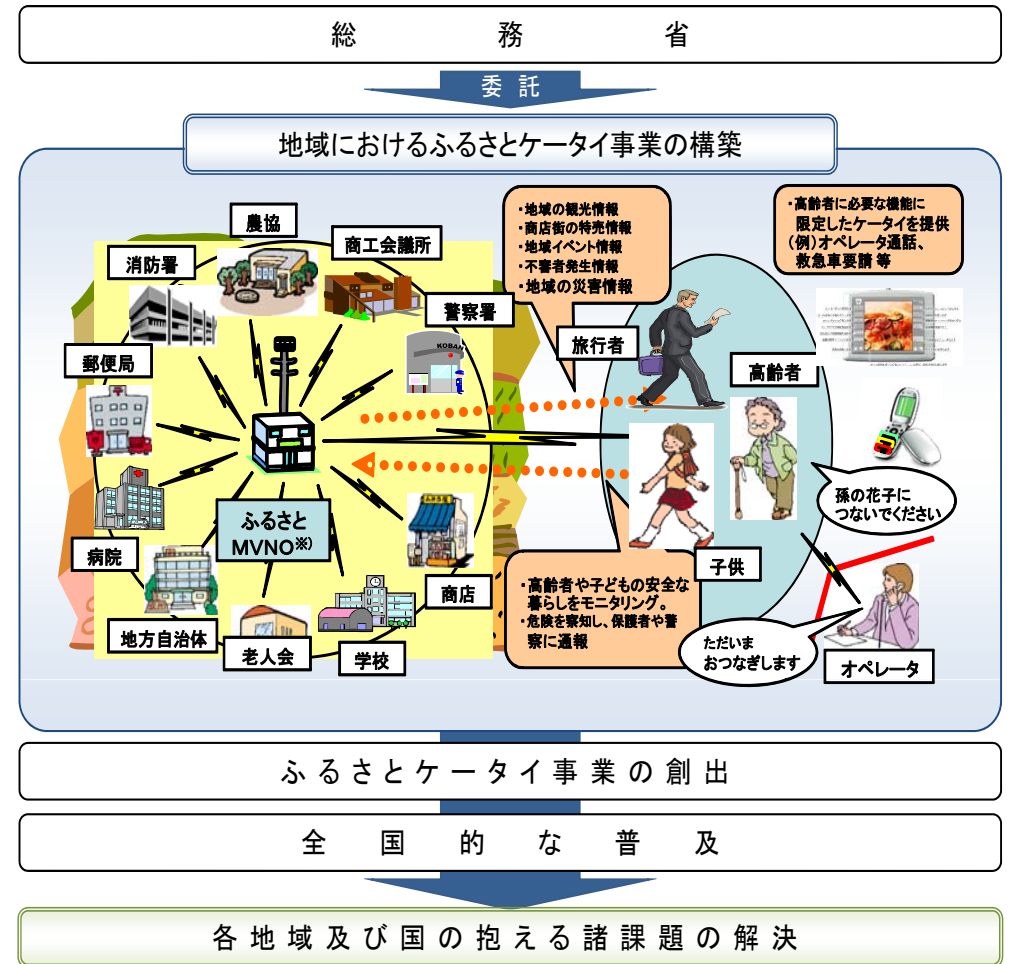 総務省
委託
地域におけるふるさとケータイ事業の構築
・地域の観光情報
・商店街の特売情報
・地域イベント情報
・不審者発生情報
・地域の災害情報
・高齢者に必要な機能に
限定したケータイを提供
(例)オペレータ通話、
救急車要請 等
農協
商工会議所
消防署
警察署
KOBAN
郵便局
旅行者
高齢者
ふるさと
MVNO※)
孫の花子に
つないでください
病院
商店
子供
・高齢者や子どもの安全な
暮らしをモニタリング。
・危険を察知し、保護者や警
察に通報
地方自治体
老人会
学校
ただいま
おつなぎします
オペレータ
ふるさとケータイ事業の創出
全国的な普及
各地域及び国の抱える諸課題の解決